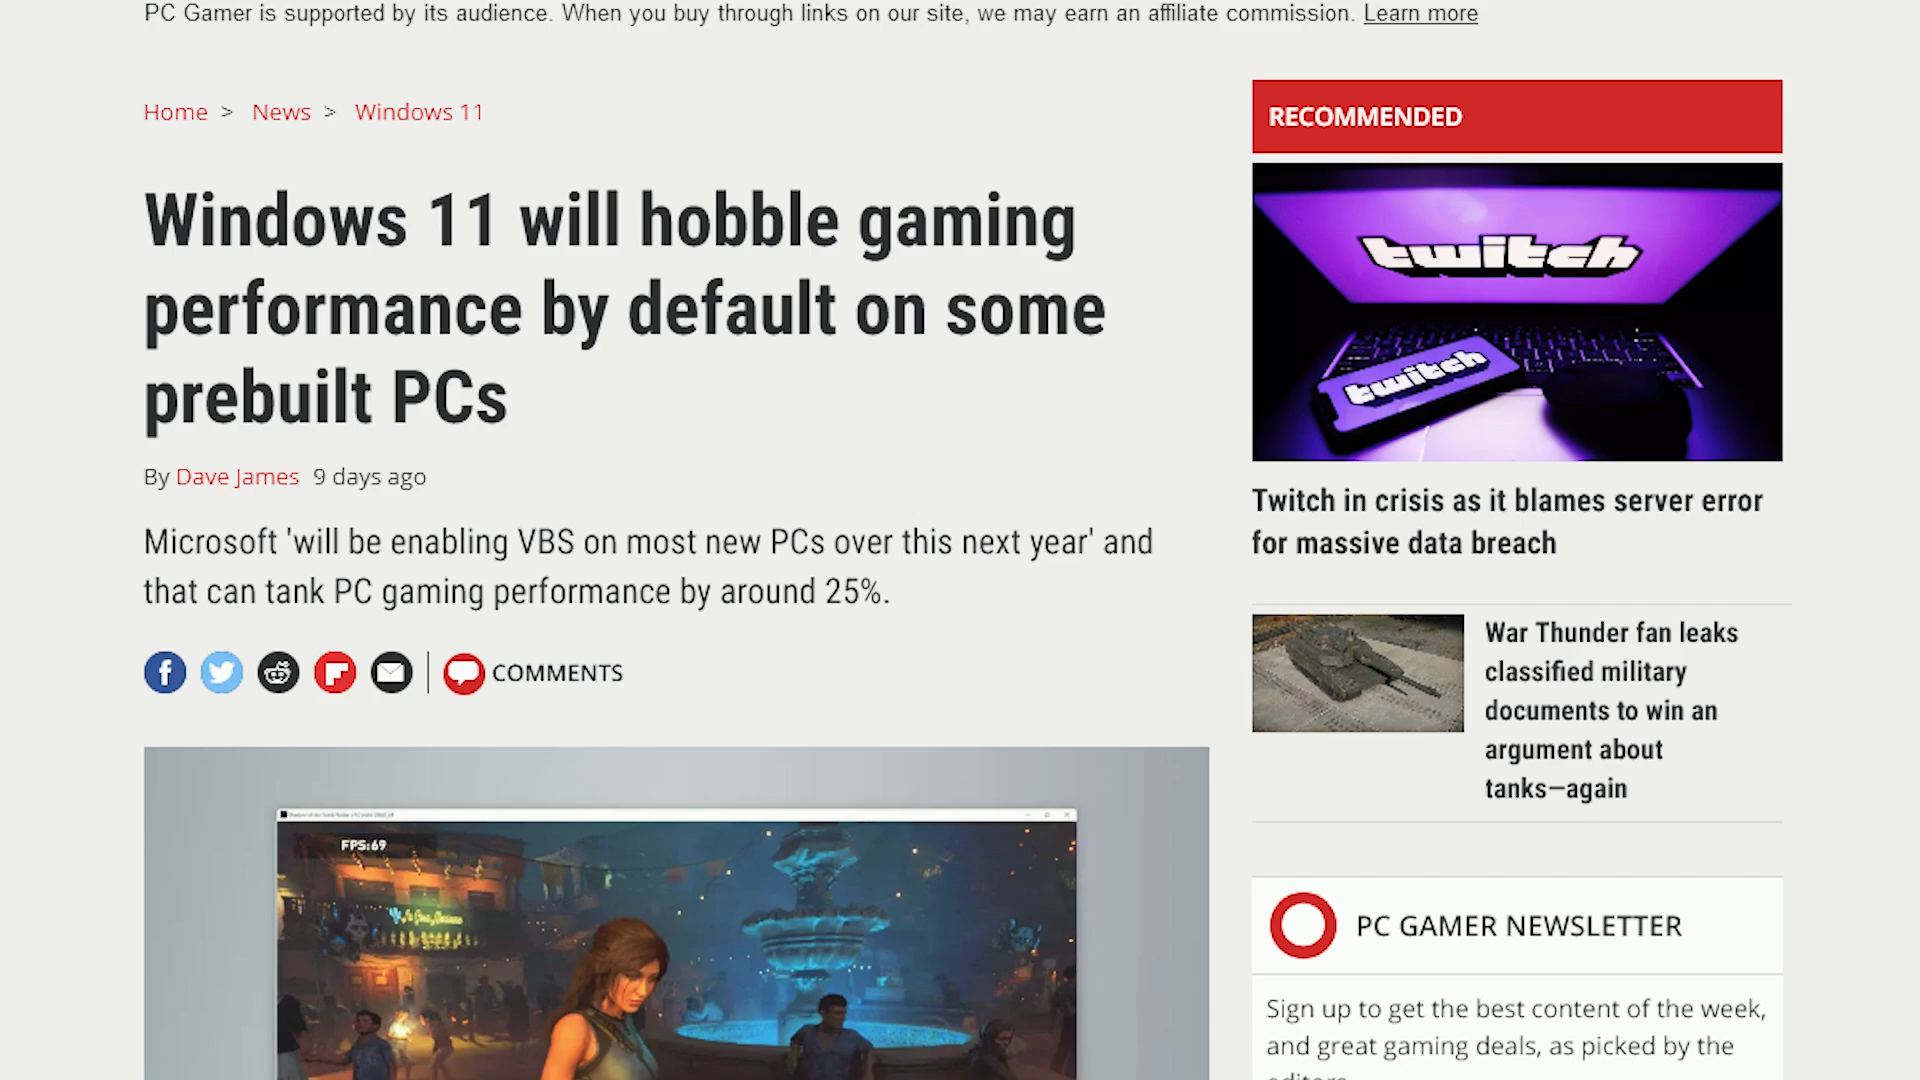 PC Gamer is supported by its audience. When you buy through links on our site, we may earn an affiliate commission. Learn more
Home > News > Windows 11
Windows 11 will hobble gaming
performance by default on some
prebuilt PCs
By Dave James 9 days ago
Microsoft 'will be enabling VBS on most new PCs over this next year' and
that can tank PC gaming performance by around 25%.
COMMENTS
FPS:69
RECOMMENDED
twitch
twitch
Twitch in crisis as it blames server error
for massive data breach
War Thunder fan leaks
classified military
documents to win an
argument about
tanks—again
PC GAMER NEWSLETTER
Sign up to get the best content of the week,
and great gaming deals, as picked by the